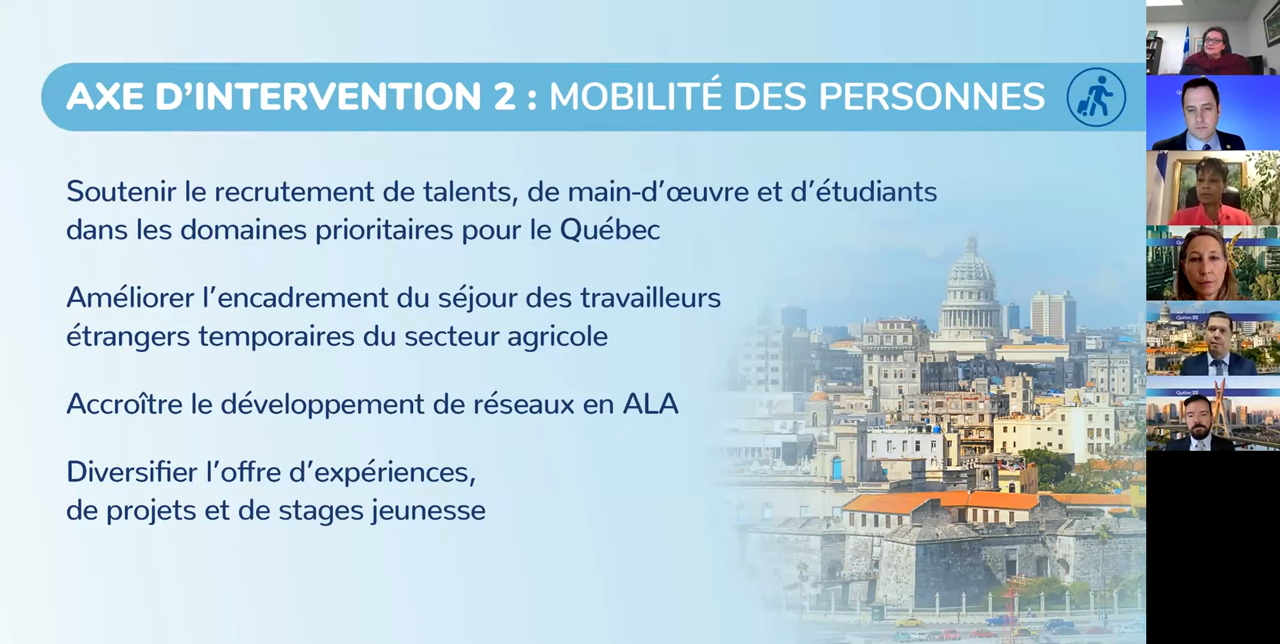 AXE D'INTERVENTION 2 : MOBILITÉ DES PERSONNES
Soutenir le recrutement de talents, de main-d'œuvre et d'étudiants
dans les domaines prioritaires pour le Québec
Améliorer l'encadrement du séjour des travailleurs
étrangers temporaires du secteur agricole
Accroître le développement de réseaux en ALA
Diversifier l'offre d'expériences,
de projets et de stages jeunesse
Québec
Québec